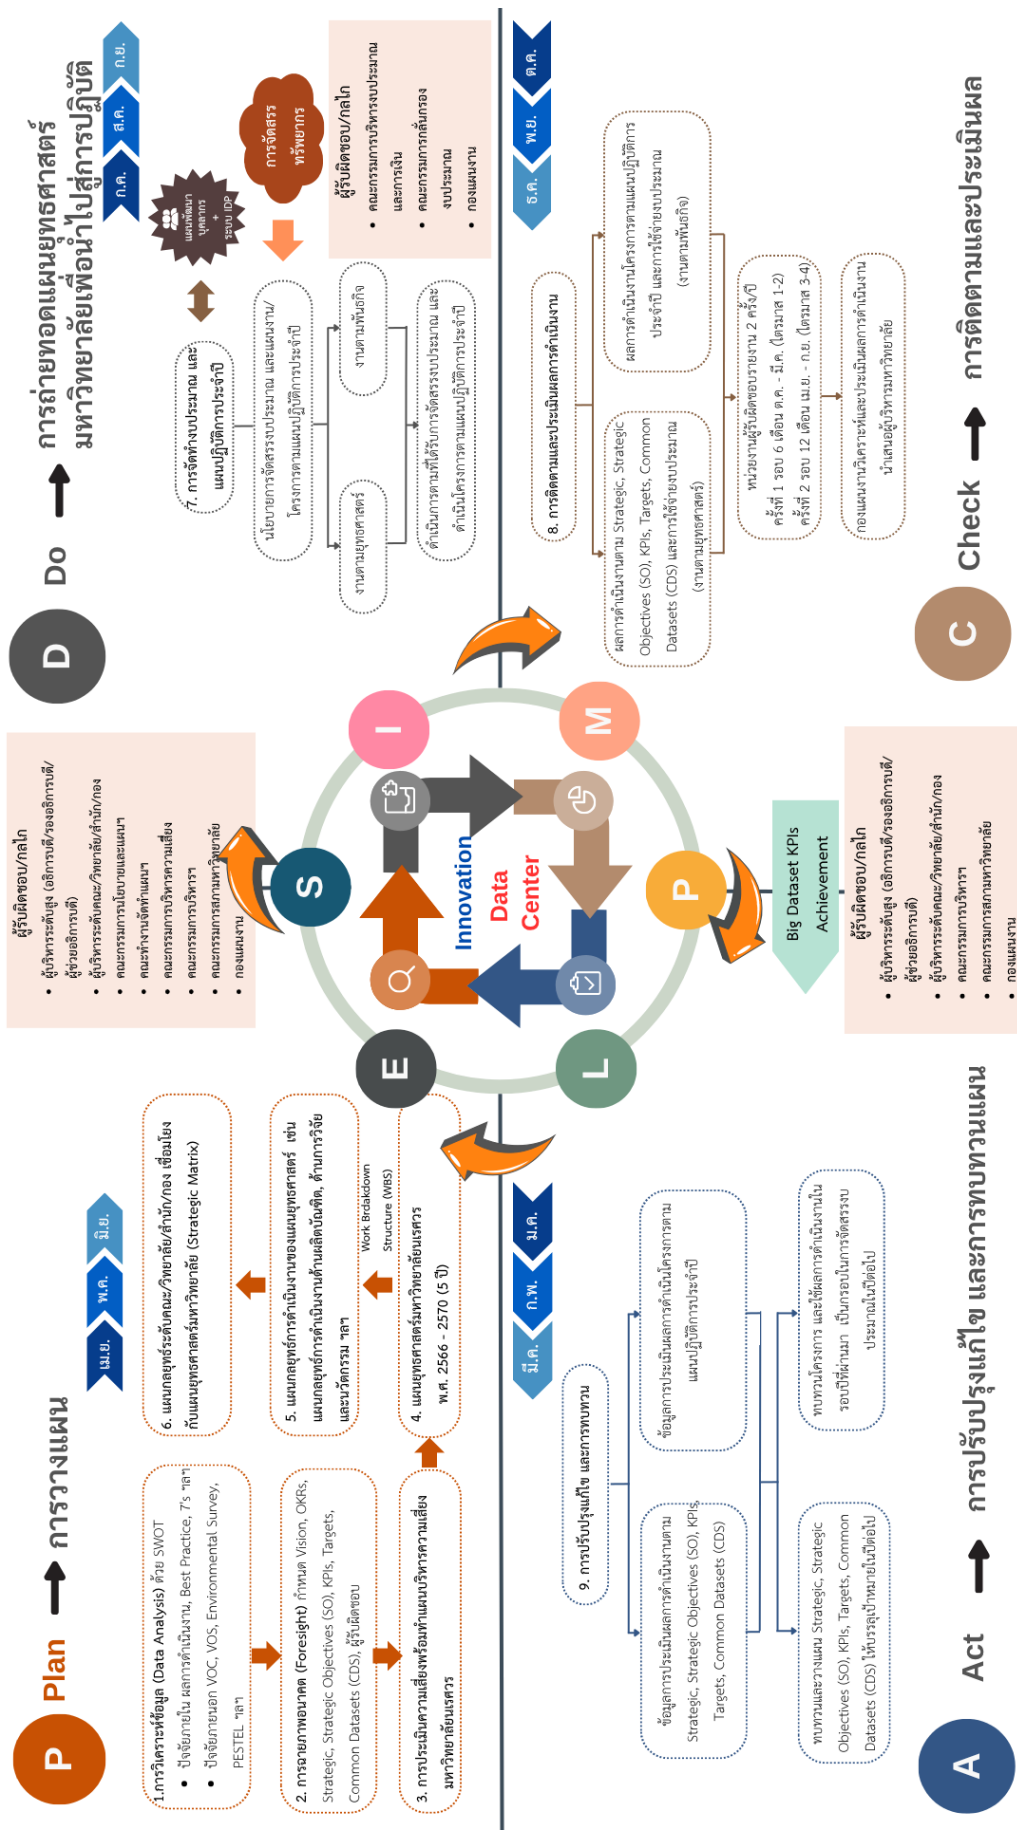 P
Plan
การวางแผน
เม.ย.
พ.ค.
มิ.ย.
1.การวิเคราะห์ข้อมูล (Data Analysis) ด้วย SWOT
• ปัจจัยภายใน ผลการดำเนินงาน, Best Practice, 7's ฯลฯ
• ปัจจัยภายนอก VOC, VOS, Environmental Survey,
PESTEL ฯลฯ
2. การฉายภาพอนาคต (Foresight) กำหนด Vision, OKRs,
Strategic, Strategic Objectives (SO), KPIs, Targets,
Common Datasets (CDS), ผู้รับผิดชอบ
3. การประเมินความเสี่ยงพร้อมทำแผนบริหารความเสี่ยง
มหาวิทยาลัยนเรศวร
4. แผนยุทธศาสตร์มหาวิทยาลัยนเรศวร
พ.ศ. 2566 - 2570 (5 ปี)
Work Brdakdown
Structure (WBS)
5. แผนกลยุทธ์การดำเนินงานของแผนยุทธศาสตร์ เช่น
แผนกลยุทธ์การดำเนินงานด้านผลิตบัณฑิต, ด้านการวิจัย
และนวัตกรรม ฯลฯ
6. แผนกลยุทธ์ระดับคณะ/วิทยาลัย/สำนัก/กอง เชื่อมโยง
กับแผนยุทธศาสตร์มหาวิทยาลัย (Strategic Matrix)
ผู้รับผิดชอบ/กลไก
• ผู้บริหารระดับสูง (อธิการบดี/รองอธิการบดี/
ผู้ช่วยอธิการบดี)
• ผู้บริหารระดับคณะ/วิทยาลัย/สำนัก/กอง
• คณะกรรมการนโยบายและแผนฯ
• คณะทำงานจัดทำแผนฯ
• คณะกรรมการบริหารความเสี่ยง
• คณะกรรมการบริหารฯ
• คณะกรรมการสภามหาวิทยาลัย
• กองแผนงาน
D
Do
การถ่ายทอดแผนยุทธศาสตร์
มหาวิทยาลัยเพื่อนำไปสู่การปฏิบัติ
ก.ค.
ส.ค.
ก.ย.
7. การจัดทำงบประมาณ และ
แผนปฏิบัติการประจำปี
แผนพัฒนา
บุคลากร
+
ระบบ IDP
การจัดสรร
ทรัพยากร
นโยบายการจัดสรรงบประมาณ และแผนงาน/
โครงการตามแผนปฏิบัติการประจำปี
งานตามยุทธศาสตร์
งานตามพันธกิจ
ดำเนินการตามที่ได้รับการจัดสรรงบประมาณ และ
ดำเนินโครงการตามแผนปฏิบัติการประจำปี
ผู้รับผิดชอบ/กลไก
• คณะกรรมการบริหารงบประมาณ
และการเงิน
• คณะกรรมการกลั่นกรอง
งบประมาณ
• กองแผนงาน
S
I
E
M
L
P
Innovation
Data
Center
A
Act
การปรับปรุงแก้ไข และการทบทวนแผน
มี.ค.
ก.พ.
ม.ค.
9. การปรับปรุงแก้ไข และการทบทวน
ข้อมูลการประเมินผลการดำเนินงานตาม
Strategic, Strategic Objectives (SO), KPIs,
Targets, Common Datasets (CDS)
ข้อมูลการประเมินผลการดำเนินโครงการตาม
แผนปฏิบัติการประจำปี
ทบทวนและวางแผน Strategic, Strategic
Objectives (SO), KPIs, Targets, Common
Datasets (CDS) ให้บรรลุเป้าหมายในปีต่อไป
ทบทวนโครงการ และใช้ผลการดำเนินงานใน
รอบปีที่ผ่านมา เป็นกรอบในการจัดสรรงบ
ประมาณในปีต่อไป
Big Dataset KPIs
Achievement
ผู้รับผิดชอบ/กลไก
• ผู้บริหารระดับสูง (อธิการบดี/รองอธิการบดี/
ผู้ช่วยอธิการบดี)
• ผู้บริหารระดับคณะ/วิทยาลัย/สำนัก/กอง
• คณะกรรมการบริหารฯ
• คณะกรรมการสภามหาวิทยาลัย
• กองแผนงาน
C
Check
การติดตามและประเมินผล
ธ.ค.
พ.ย.
ต.ค.
8. การติดตามและประเมินผลการดำเนินงาน
ผลการดำเนินงานตาม Strategic, Strategic
Objectives (SO), KPIs, Targets, Common
Datasets (CDS) และการใช้จ่ายงบประมาณ
(งานตามยุทธศาสตร์)
ผลการดำเนินงานโครงการตามแผนปฏิบัติการ
ประจำปี และการใช้จ่ายงบประมาณ
(งานตามพันธกิจ)
หน่วยงานผู้รับผิดชอบรายงาน 2 ครั้ง/ปี
ครั้งที่ 1 รอบ 6 เดือน ต.ค. - มี.ค. (ไตรมาส 1-2)
ครั้งที่ 2 รอบ 12 เดือน เม.ย. - ก.ย. (ไตรมาส 3-4)
กองแผนงานวิเคราะห์และประเมินผลการดำเนินงาน
นำเสนอผู้บริหารมหาวิทยาลัย